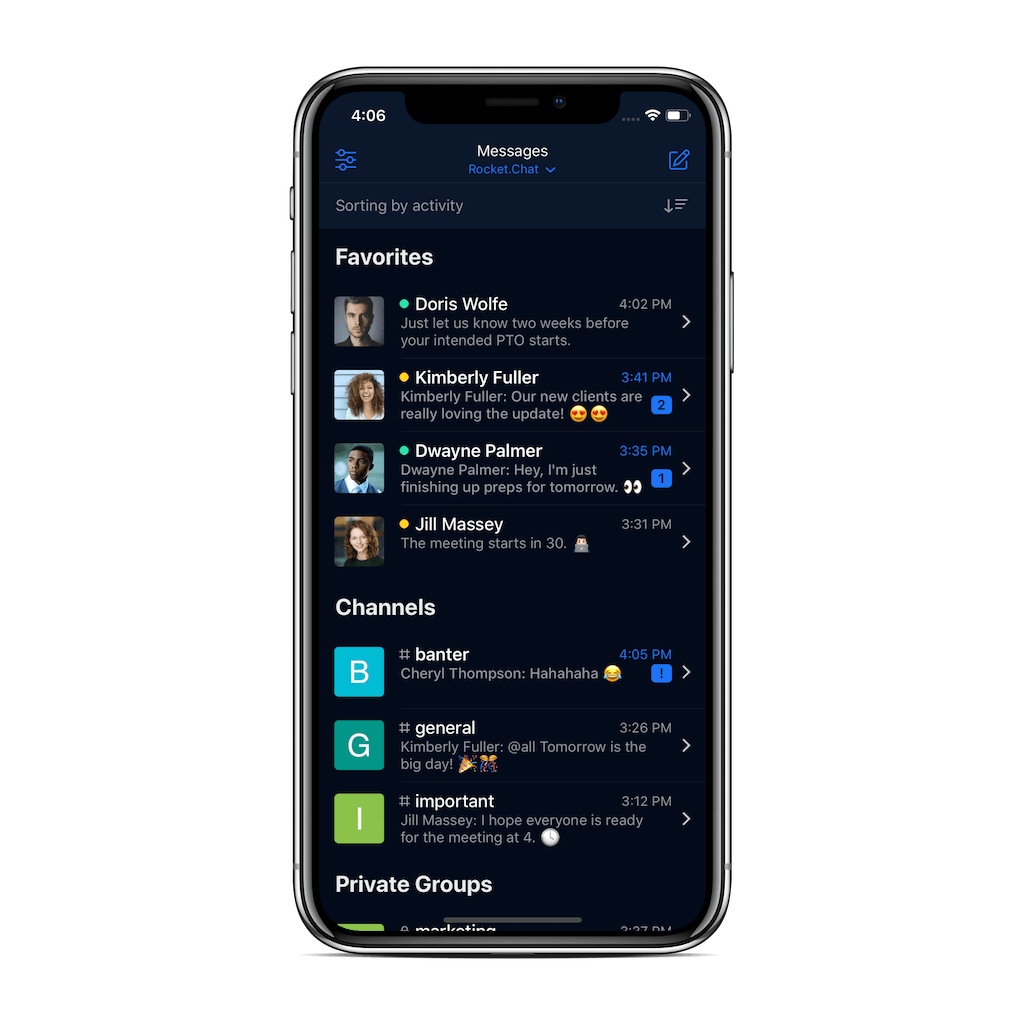 4:06
Messages
Rocket.Chat
Sorting by activity
Favorites
Doris Wolfe 4:02 PM
Just let us know two weeks before
your intended PTO starts.
Kimberly Fuller 3:41 PM
Kimberly Fuller: Our new clients are
really loving the update! 😍😍 2
Dwayne Palmer 3:35 PM
Dwayne Palmer: Hey, I'm just
finishing up preps for tomorrow. 👀 1
Jill Massey 3:31 PM
The meeting starts in 30. 👨🏻‍💻
Channels
B # banter 4:05 PM
Cheryl Thompson: Hahahaha 😂 !
G # general 3:26 PM
Kimberly Fuller: @all Tomorrow is the
big day! 🎉🎊
I # important 3:12 PM
Jill Massey: I hope everyone is ready
for the meeting at 4. 🕓
Private Groups
marketing 3:37 PM